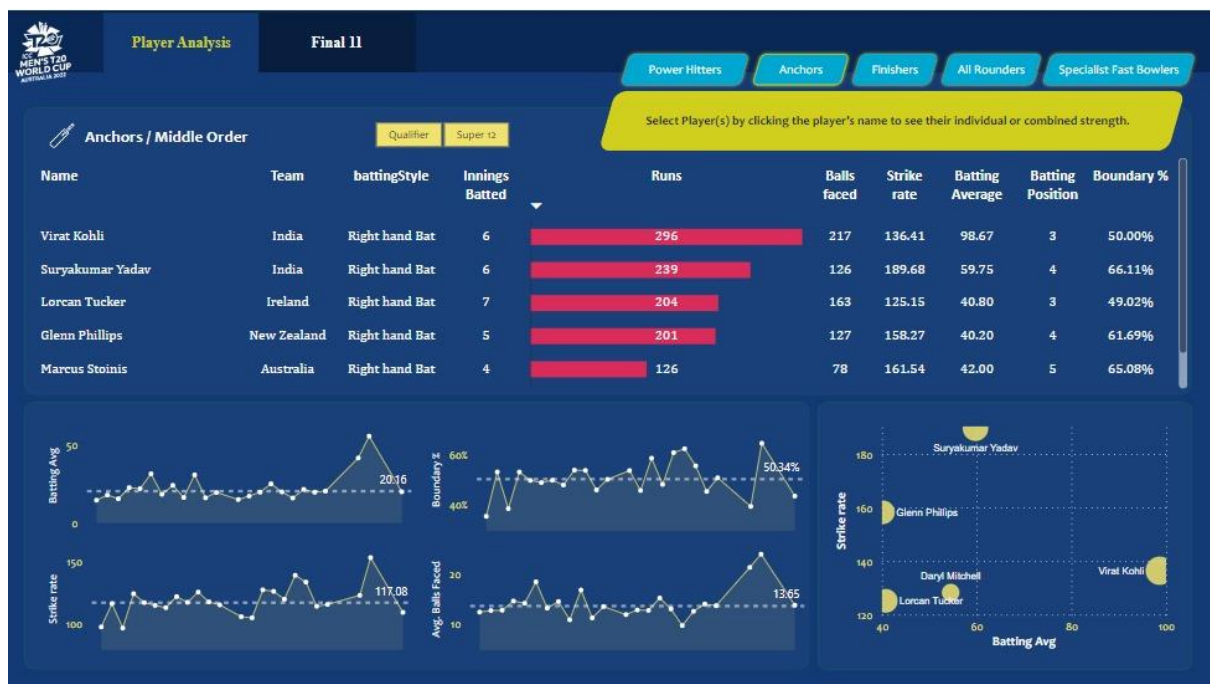 ICC
MEN'S T20
WORLD CUP
AUSTRALIA 2022
Player Analysis
Final 11
Power Hitters
Anchors
Finishers
All Rounders
Specialist Fast Bowlers
Select Player(s) by clicking the player's name to see their individual or combined strength.
Anchors / Middle Order
Qualifier
Super 12
Name Team battingStyle Innings Batted Runs Balls faced Strike rate Batting Average Batting Position Boundary %
Virat Kohli India Right hand Bat 6 296 217 136.41 98.67 3 50.00%
Suryakumar Yadav India Right hand Bat 6 239 126 189.68 59.75 4 66.11%
Lorcan Tucker Ireland Right hand Bat 7 204 163 125.15 40.80 3 49.02%
Glenn Phillips New Zealand Right hand Bat 5 201 127 158.27 40.20 4 61.69%
Marcus Stoinis Australia Right hand Bat 4 126 78 161.54 42.00 5 65.08%
Batting Avg
50
0
20.16
Boundary %
60%
40%
50.34%
Strike rate
150
100
117.08
Avg. Balls Faced
20
10
13.65
Strike rate
180
160
140
120
Suryakumar Yadav
Glenn Phillips
Daryl Mitchell
Virat Kohli
Lorcan Tucker
40 60 80 100
Batting Avg